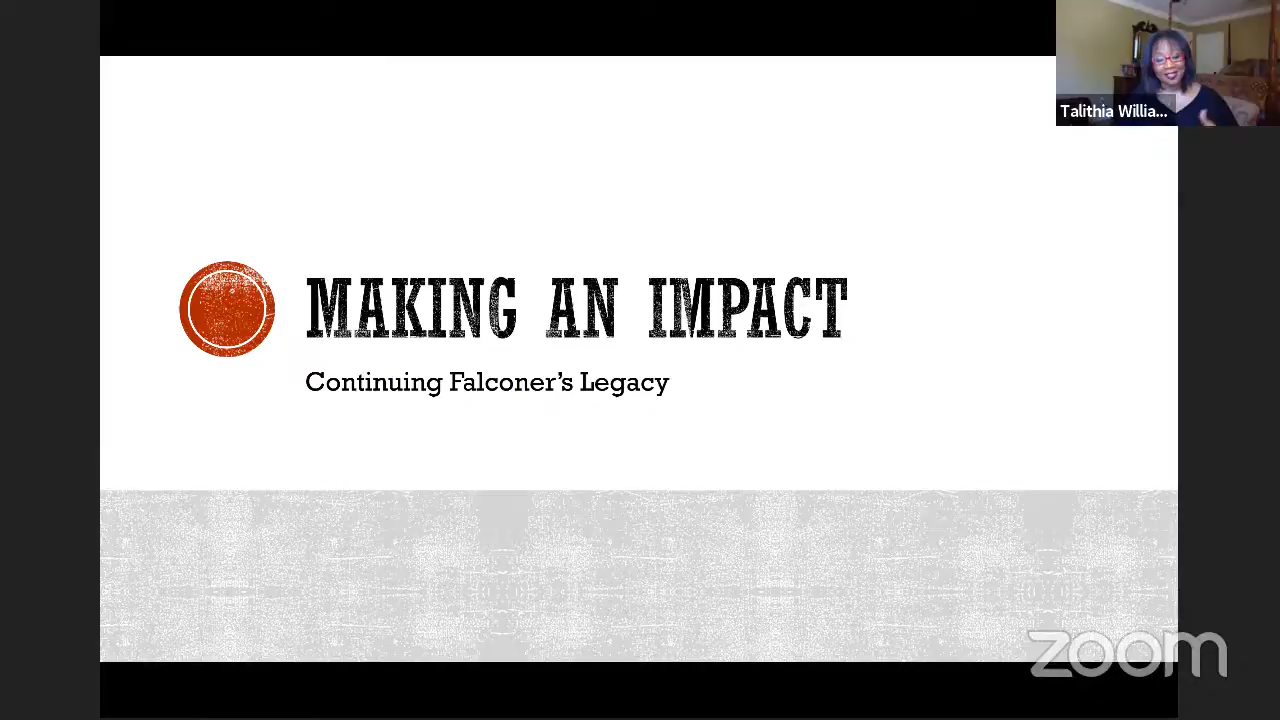 Talithia Willia...
MAKING AN IMPACT
Continuing Falconer's Legacy
zoom